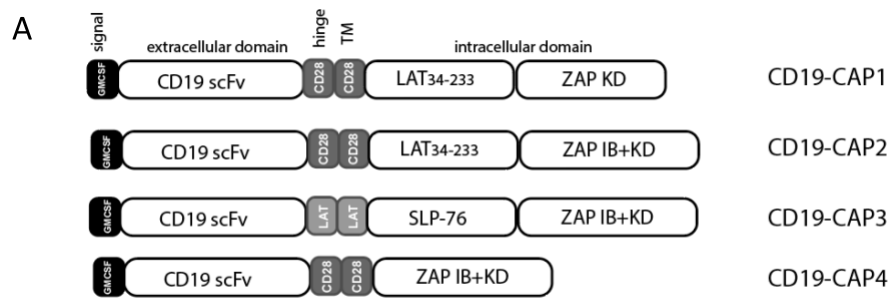 A
signal
extracellular domain
hinge
TM
intracellular domain
GMCSF CD19 scFv CD28 CD28 LAT34-233 ZAP KD CD19-CAP1
GMCSF CD19 scFv CD28 CD28 LAT34-233 ZAP IB+KD CD19-CAP2
GMCSF CD19 scFv LAT LAT SLP-76 ZAP IB+KD CD19-CAP3
GMCSF CD19 scFv CD28 CD28 ZAP IB+KD CD19-CAP4